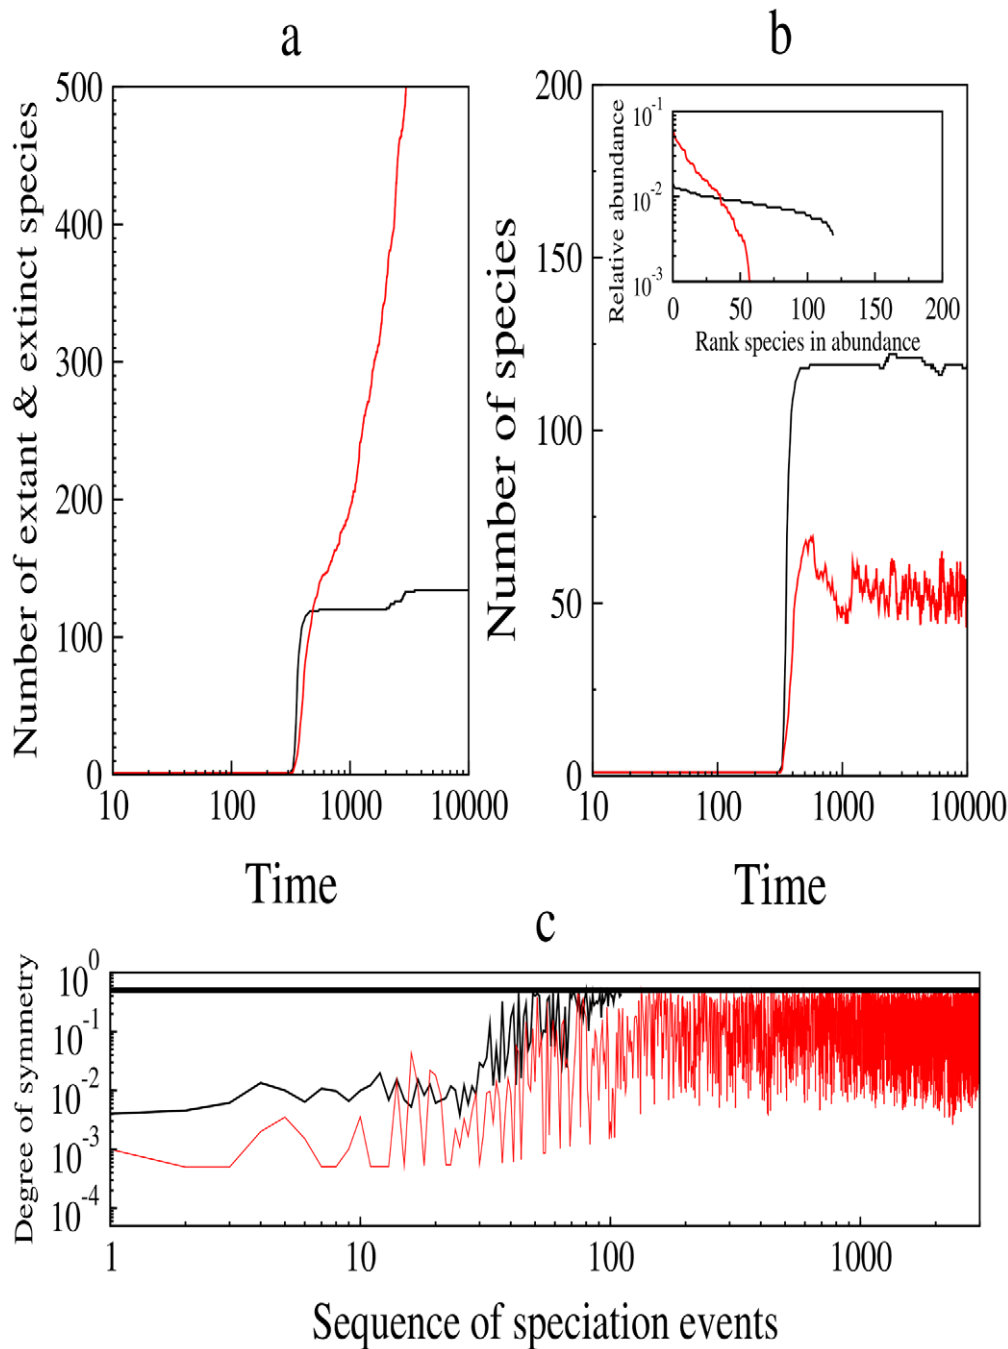 a
Number of extant & extinct species
500
400
300
200
100
0
10 100 1000 10000
Time
b
Number of species
200
150
100
50
0
10 100 1000 10000
Time
Relative abundance
10^-1
10^-2
10^-3
0 50 100 150 200
Rank species in abundance
c
Degree of symmetry
10^0
10^-1
10^-2
10^-3
10^-4
1 10 100 1000
Sequence of speciation events